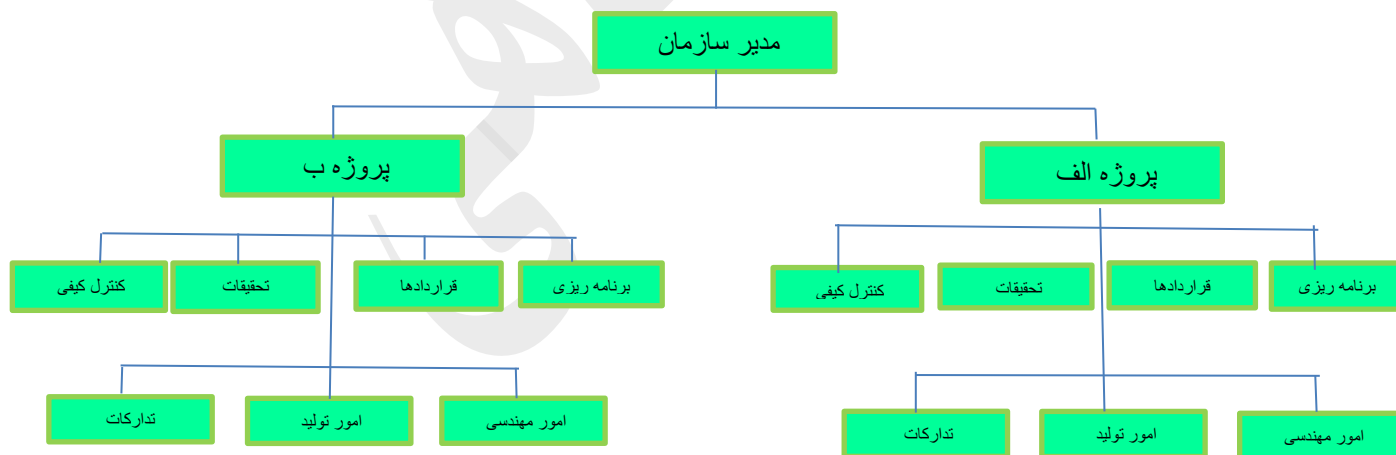 مدیر سازمان
پروژه الف
پروژه ب
برنامه ریزی
قراردادها
تحقیقات
کنترل کیفی
برنامه ریزی
قراردادها
تحقیقات
کنترل کیفی
امور مهندسی
امور تولید
تدارکات
امور مهندسی
امور تولید
تدارکات